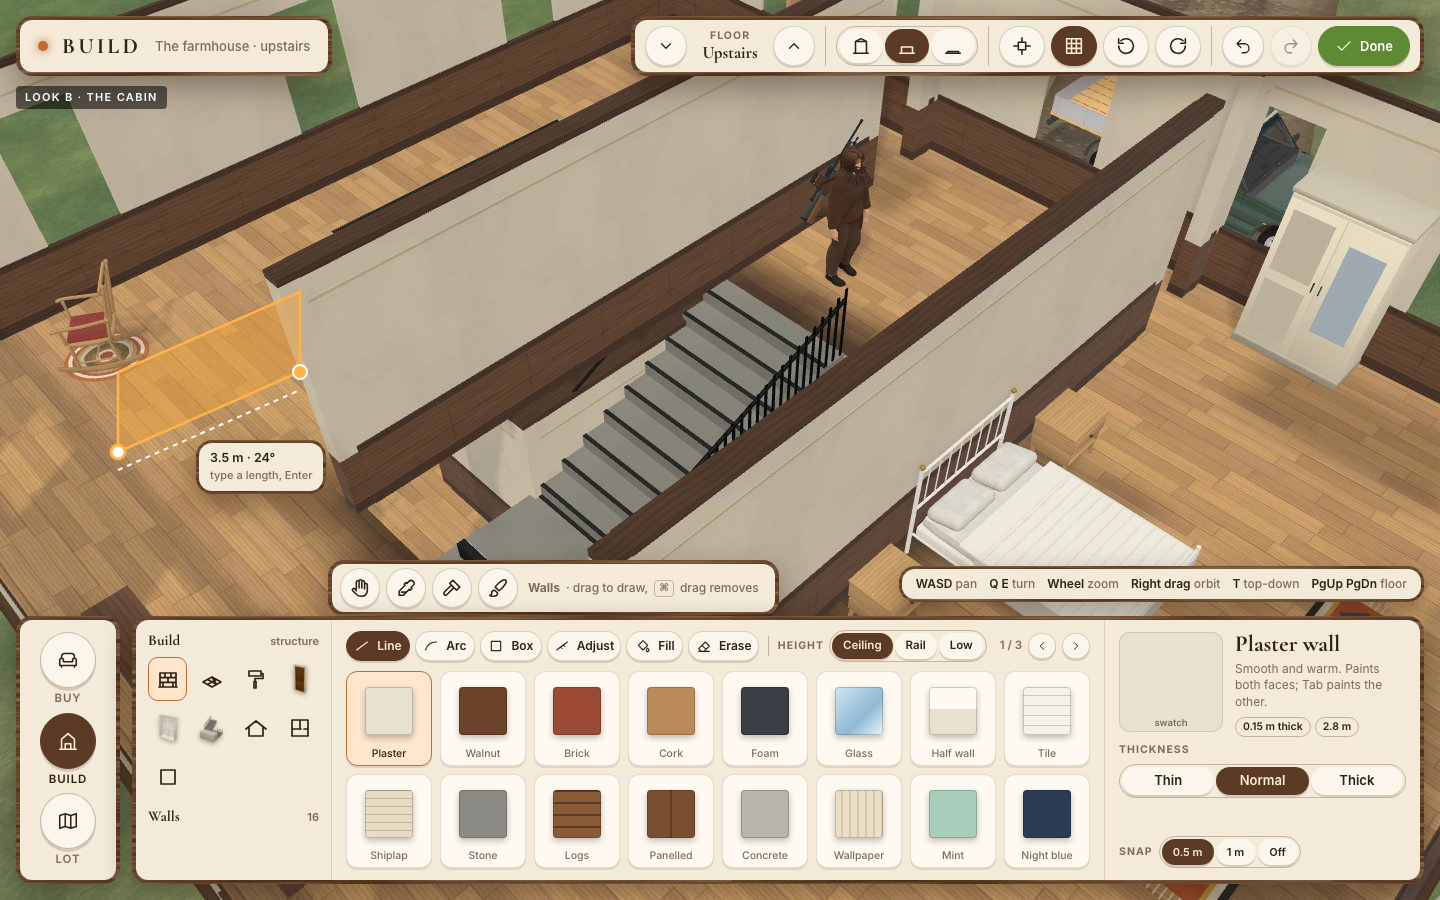 BUILD The farmhouse · upstairs
FLOOR
Upstairs
Done
LOOK B · THE CABIN
3.5 m · 24°
type a length, Enter
Walls · drag to draw, ⌘ drag removes
WASD pan Q E turn Wheel zoom Right drag orbit T top-down PgUp PgDn floor
BUY
BUILD
LOT
Build structure
Walls 16
Line Arc Box Adjust Fill Erase HEIGHT Ceiling Rail Low 1 / 3
Plaster Walnut Brick Cork Foam Glass Half wall Tile
Shiplap Stone Logs Panelled Concrete Wallpaper Mint Night blue
swatch
Plaster wall
Smooth and warm. Paints
both faces; Tab paints the
other.
0.15 m thick 2.8 m
THICKNESS
Thin Normal Thick
SNAP 0.5 m 1 m Off